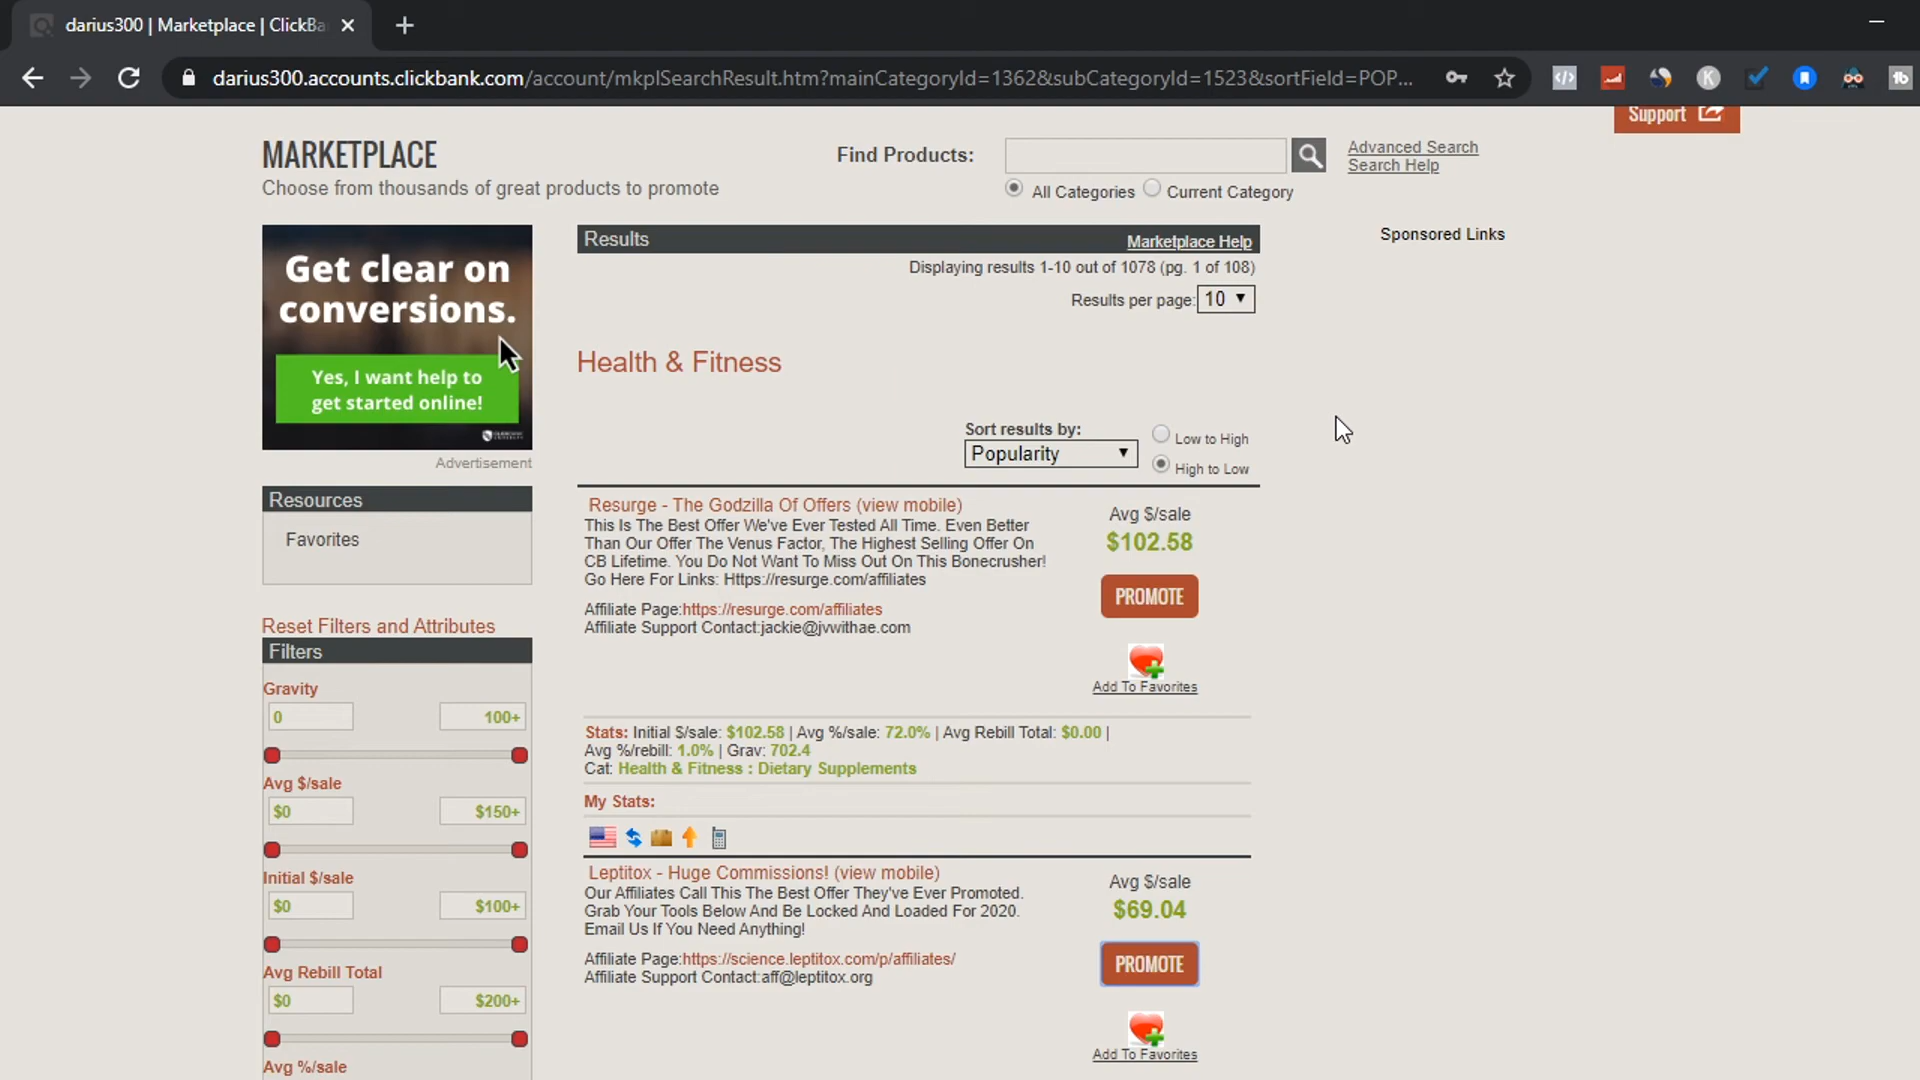 darius300 | Marketplace | ClickBa
darius300.accounts.clickbank.com/account/mkplSearchResult.htm?mainCategoryId=1362&subCategoryId=1523&sortField=POP...
Support
MARKETPLACE
Choose from thousands of great products to promote
Find Products:
Advanced Search
Search Help
All Categories
Current Category
Get clear on
conversions.
Yes, I want help to
get started online!
Advertisement
Resources
Favorites
Reset Filters and Attributes
Filters
Gravity
0 100+
Avg $/sale
$0 $150+
Initial $/sale
$0 $100+
Avg Rebill Total
$0 $200+
Avg %/sale
Results
Marketplace Help
Displaying results 1-10 out of 1078 (pg. 1 of 108)
Results per page: 10
Health & Fitness
Sort results by:
Popularity
Low to High
High to Low
Resurge - The Godzilla Of Offers (view mobile)
This Is The Best Offer We've Ever Tested All Time. Even Better
Than Our Offer The Venus Factor, The Highest Selling Offer On
CB Lifetime. You Do Not Want To Miss Out On This Bonecrusher!
Go Here For Links: Https://resurge.com/affiliates
Affiliate Page:https://resurge.com/affiliates
Affiliate Support Contact:jackie@jvwithae.com
Avg $/sale
$102.58
PROMOTE
Add To Favorites
Stats: Initial $/sale: $102.58 | Avg %/sale: 72.0% | Avg Rebill Total: $0.00 |
Avg %/rebill: 1.0% | Grav: 702.4
Cat: Health & Fitness : Dietary Supplements
My Stats:
Leptitox - Huge Commissions! (view mobile)
Our Affiliates Call This The Best Offer They've Ever Promoted.
Grab Your Tools Below And Be Locked And Loaded For 2020.
Email Us If You Need Anything!
Affiliate Page:https://science.leptitox.com/p/affiliates/
Affiliate Support Contact:aff@leptitox.org
Avg $/sale
$69.04
PROMOTE
Add To Favorites
Sponsored Links